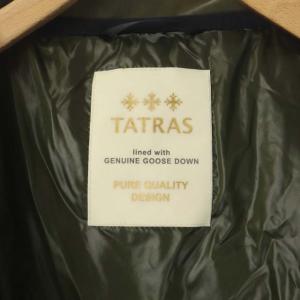 TATRAS
lined with
GENUINE GOOSE DOWN
PURE QUALITY
DESIGN